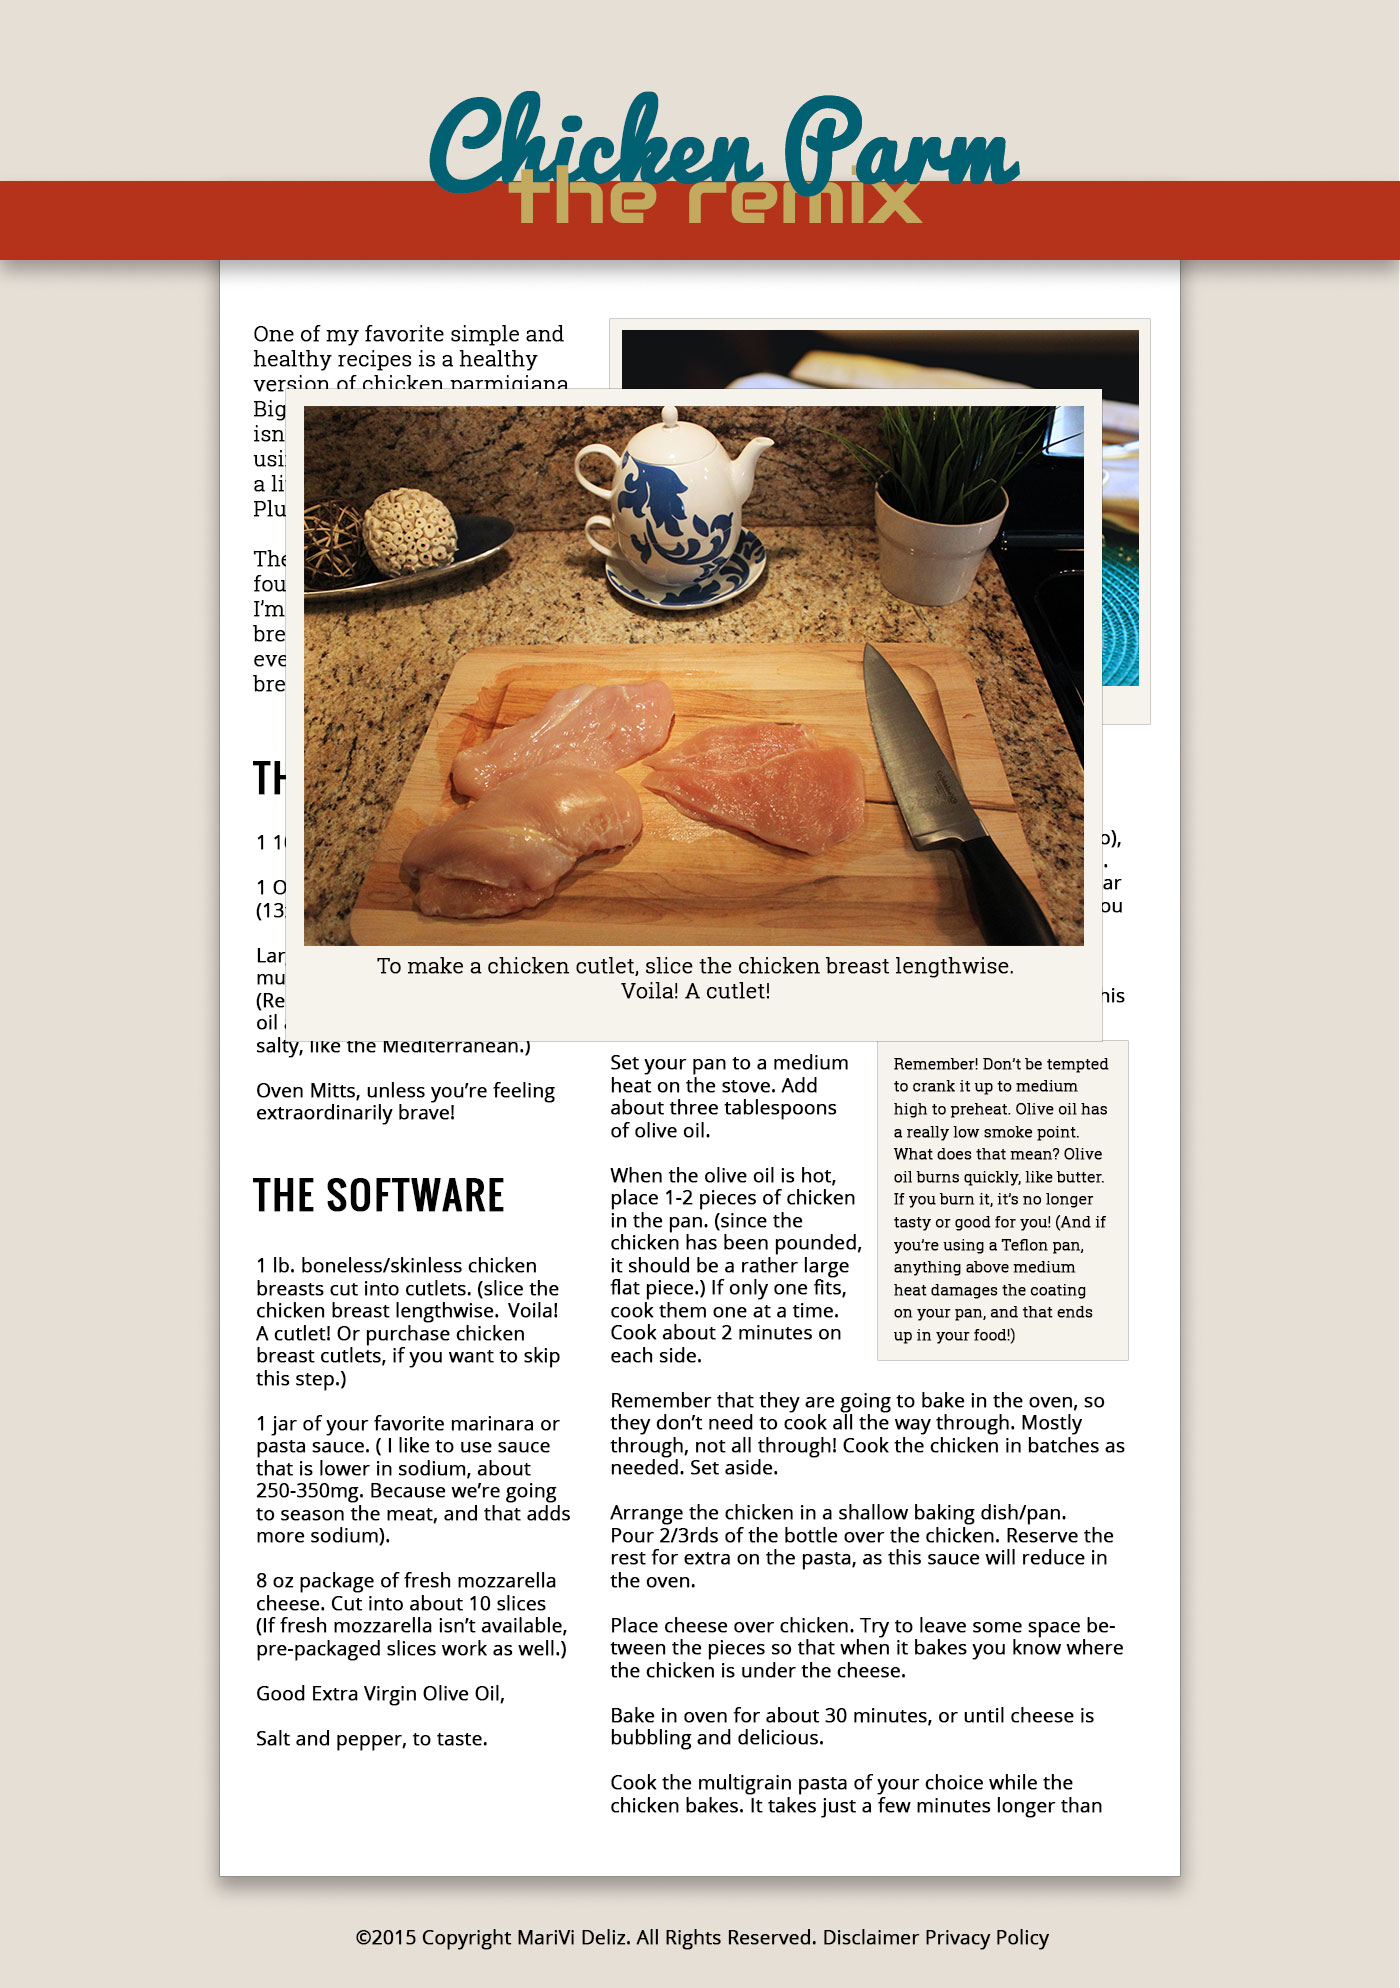 Chicken Parm
the remix
One of my favorite simple and
healthy recipes is a healthy
version of chicken parmigiana
Big
a
To make a chicken cutlet, slice the chicken breast lengthwise.
Voila! A cutlet!
1
1
oil
salty, like the Mediterranean.)
Oven Mitts, unless you’re feeling
extraordinarily brave!
THE SOFTWARE
1 lb. boneless/skinless chicken
breasts cut into cutlets. (slice the
chicken breast lengthwise. Voila!
A cutlet! Or purchase chicken
breast cutlets, if you want to skip
this step.)
1 jar of your favorite marinara or
pasta sauce. ( I like to use sauce
that is lower in sodium, about
250-350mg. Because we’re going
to season the meat, and that adds
more sodium).
8 oz package of fresh mozzarella
cheese. Cut into about 10 slices
(If fresh mozzarella isn’t available,
pre-packaged slices work as well.)
Good Extra Virgin Olive Oil,
Salt and pepper, to taste.
Set your pan to a medium
heat on the stove. Add
about three tablespoons
of olive oil.
When the olive oil is hot,
place 1-2 pieces of chicken
in the pan. (since the
chicken has been pounded,
it should be a rather large
flat piece.) If only one fits,
cook them one at a time.
Cook about 2 minutes on
each side.
Remember! Don’t be tempted
to crank it up to medium
high to preheat. Olive oil has
a really low smoke point.
What does that mean? Olive
oil burns quickly, like butter.
If you burn it, it’s no longer
tasty or good for you! (And if
you’re using a Teflon pan,
anything above medium
heat damages the coating
on your pan, and that ends
up in your food!)
Remember that they are going to bake in the oven, so
they don’t need to cook all the way through. Mostly
through, not all through! Cook the chicken in batches as
needed. Set aside.
Arrange the chicken in a shallow baking dish/pan.
Pour 2/3rds of the bottle over the chicken. Reserve the
rest for extra on the pasta, as this sauce will reduce in
the oven.
Place cheese over chicken. Try to leave some space be-
tween the pieces so that when it bakes you know where
the chicken is under the cheese.
Bake in oven for about 30 minutes, or until cheese is
bubbling and delicious.
Cook the multigrain pasta of your choice while the
chicken bakes. It takes just a few minutes longer than
©2015 Copyright MariVi Deliz. All Rights Reserved. Disclaimer Privacy Policy